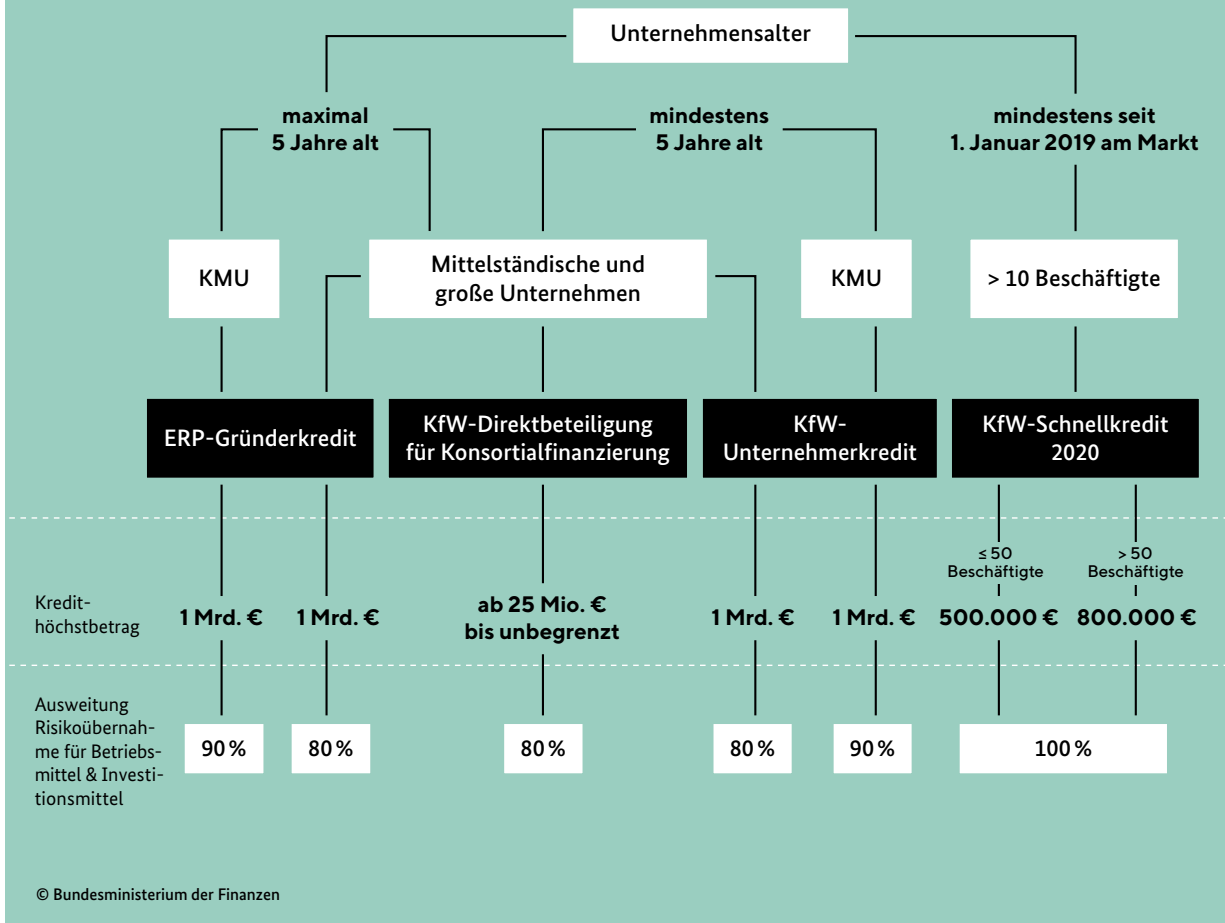 Unternehmensalter
maximal
5 Jahre alt
mindestens
5 Jahre alt
mindestens seit
1. Januar 2019 am Markt
KMU
Mittelständische und
große Unternehmen
KMU
> 10 Beschäftigte
ERP-Gründerkredit
KfW-Direktbeteiligung
für Konsortialfinanzierung
KfW-
Unternehmerkredit
KfW-Schnellkredit
2020
≤ 50
Beschäftigte
> 50
Beschäftigte
Kredit-
höchstbetrag
1 Mrd. €
1 Mrd. €
ab 25 Mio. €
bis unbegrenzt
1 Mrd. €
1 Mrd. €
500.000 €
800.000 €
Ausweitung
Risikoübernah-
me für Betriebs-
mittel & Investi-
tionsmittel
90 %
80 %
80 %
80 %
90 %
100 %
© Bundesministerium der Finanzen